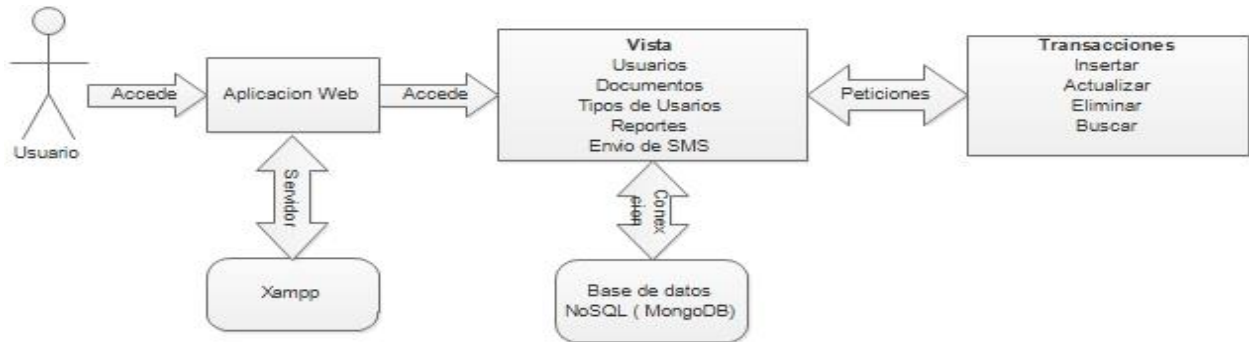 Usuario
Accede
Aplicacion Web
Accede
Vista
Usuarios
Documentos
Tipos de Usarios
Reportes
Envio de SMS
Peticiones
Transacciones
Insertar
Actualizar
Eliminar
Buscar
Servidor
Xampp
Conex
cion
Base de datos
NoSQL ( MongoDB)